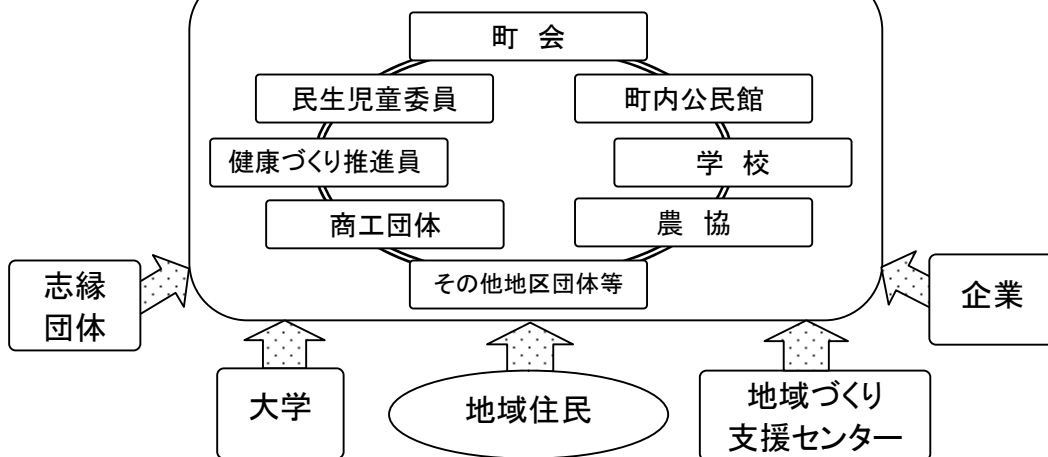 町 会
民生児童委員
町内公民館
健康づくり推進員
学 校
商工団体
農 協
その他地区団体等
志縁
団体
企業
大学
地域住民
地域づくり
支援センター